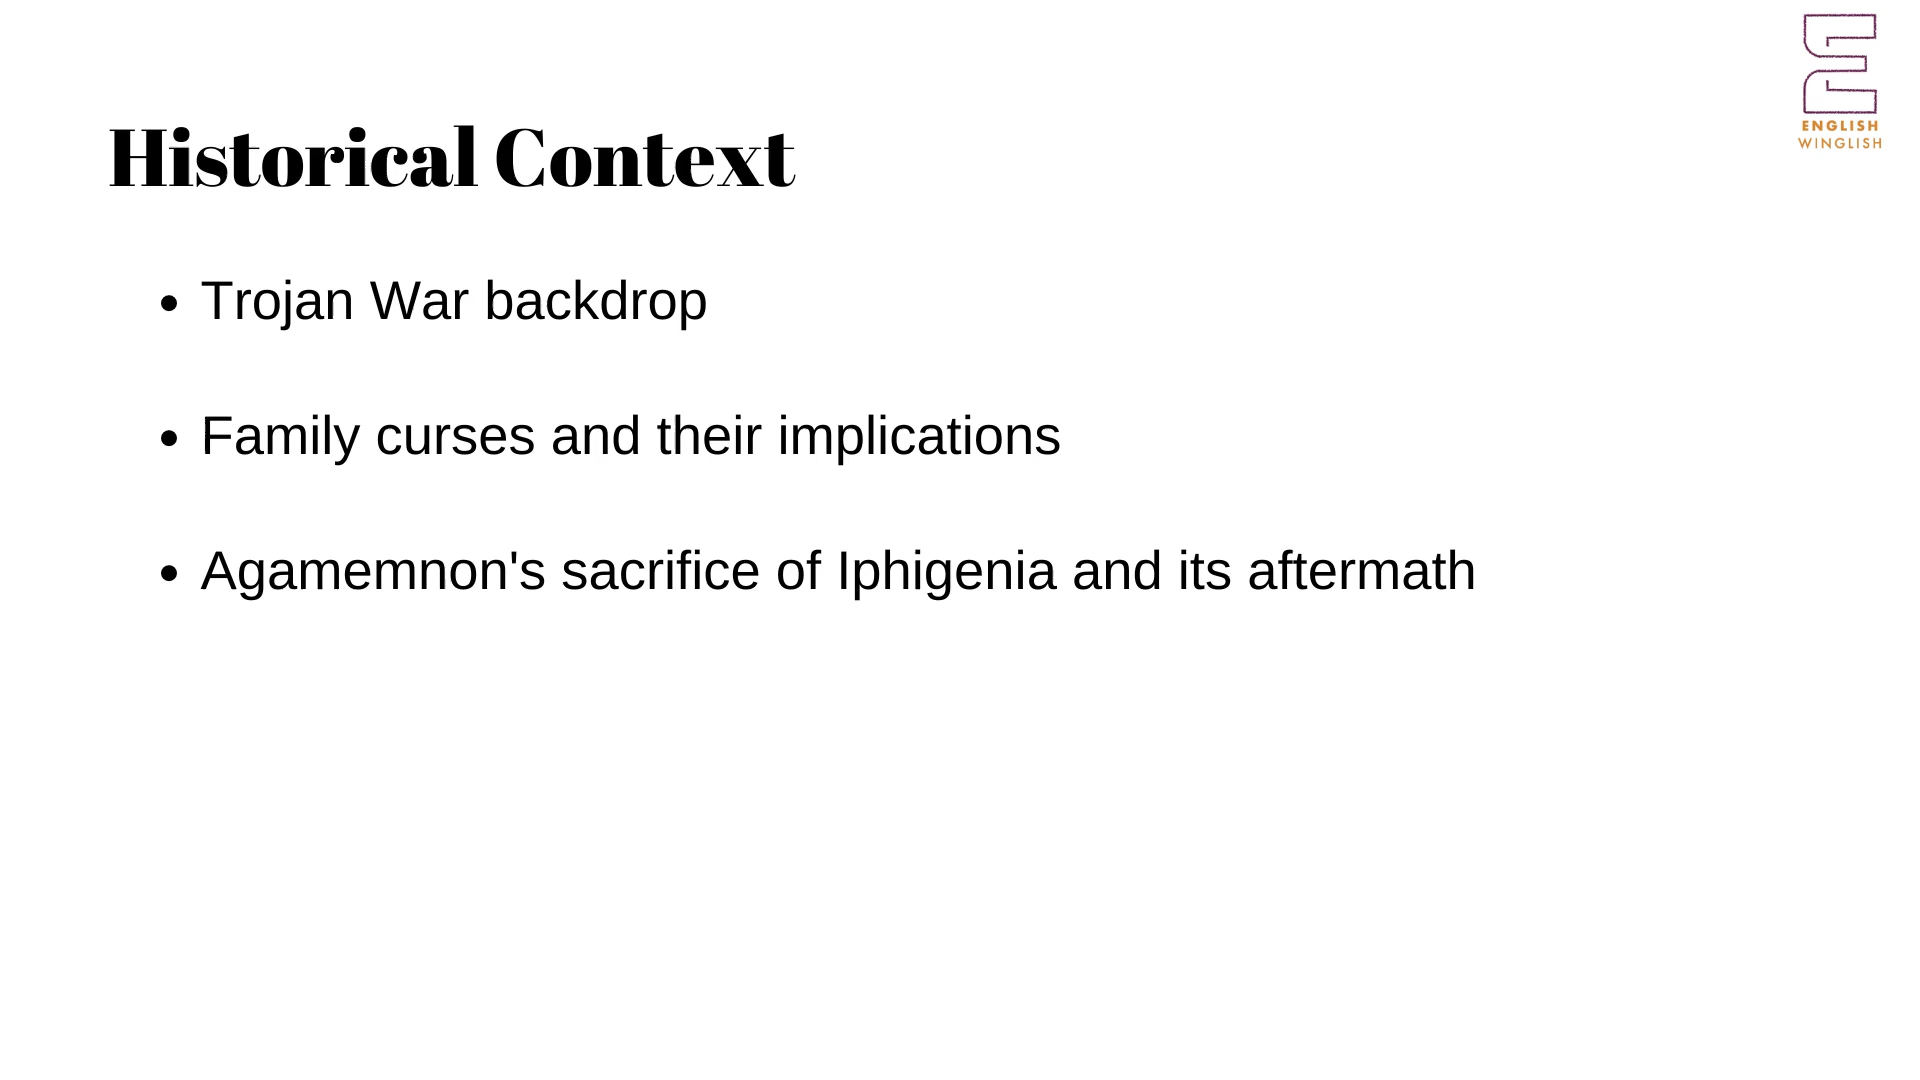 ENGLISH
WINGLISH
Historical Context
• Trojan War backdrop
• Family curses and their implications
• Agamemnon's sacrifice of Iphigenia and its aftermath